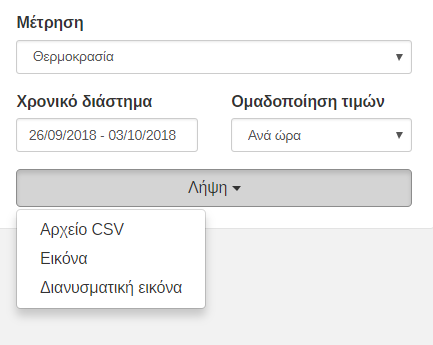 Μέτρηση
Θερμοκρασία
Χρονικό διάστημα Ομαδοποίηση τιμών
26/09/2018 - 03/10/2018 Ανά ώρα
Λήψη
Αρχείο CSV
Εικόνα
Διανυσματική εικόνα